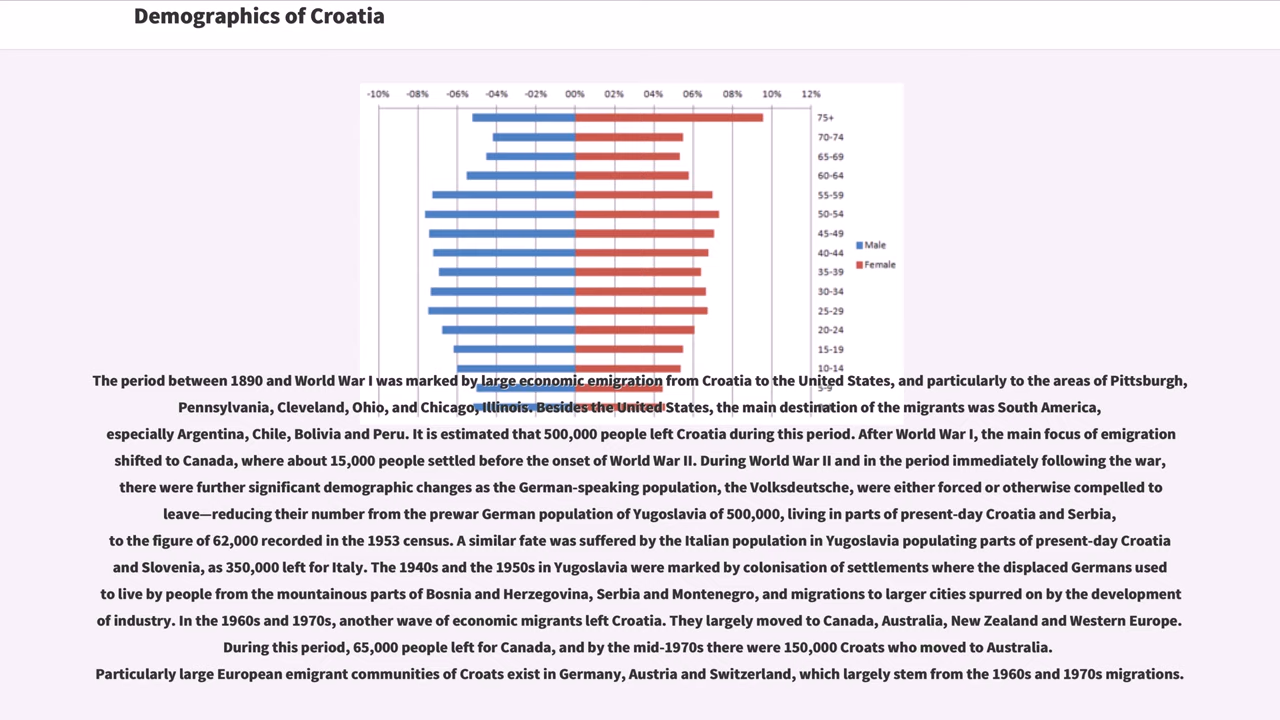 Demographics of Croatia
-10% -08% -06% -04% -02% 00% 02% 04% 06% 08% 10% 12%
75+
70-74
65-69
60-64
55-59
50-54
45-49
Male
40-44
Female
35-39
30-34
25-29
20-24
15-19
10-14
The period between 1890 and World War I was marked by large economic emigration from Croatia to the United States, and particularly to the areas of Pittsburgh,
5-9
Pennsylvania, Cleveland, Ohio, and Chicago, Illinois. Besides the United States, the main destination of the migrants was South America,
especially Argentina, Chile, Bolivia and Peru. It is estimated that 500,000 people left Croatia during this period. After World War I, the main focus of emigration
shifted to Canada, where about 15,000 people settled before the onset of World War II. During World War II and in the period immediately following the war,
there were further significant demographic changes as the German-speaking population, the Volksdeutsche, were either forced or otherwise compelled to
leave—reducing their number from the prewar German population of Yugoslavia of 500,000, living in parts of present-day Croatia and Serbia,
to the figure of 62,000 recorded in the 1953 census. A similar fate was suffered by the Italian population in Yugoslavia populating parts of present-day Croatia
and Slovenia, as 350,000 left for Italy. The 1940s and the 1950s in Yugoslavia were marked by colonisation of settlements where the displaced Germans used
to live by people from the mountainous parts of Bosnia and Herzegovina, Serbia and Montenegro, and migrations to larger cities spurred on by the development
of industry. In the 1960s and 1970s, another wave of economic migrants left Croatia. They largely moved to Canada, Australia, New Zealand and Western Europe.
During this period, 65,000 people left for Canada, and by the mid-1970s there were 150,000 Croats who moved to Australia.
Particularly large European emigrant communities of Croats exist in Germany, Austria and Switzerland, which largely stem from the 1960s and 1970s migrations.